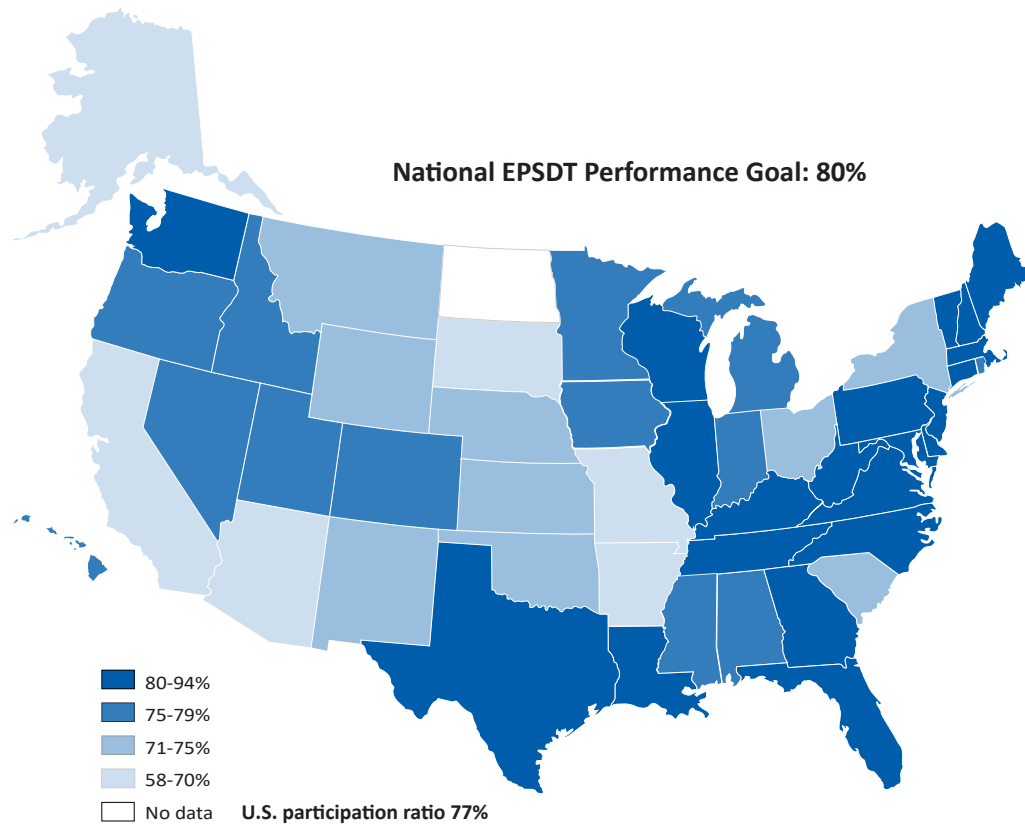 National EPSDT Performance Goal: 80%
80-94%
75-79%
71-75%
58-70%
No data
U.S. participation ratio 77%